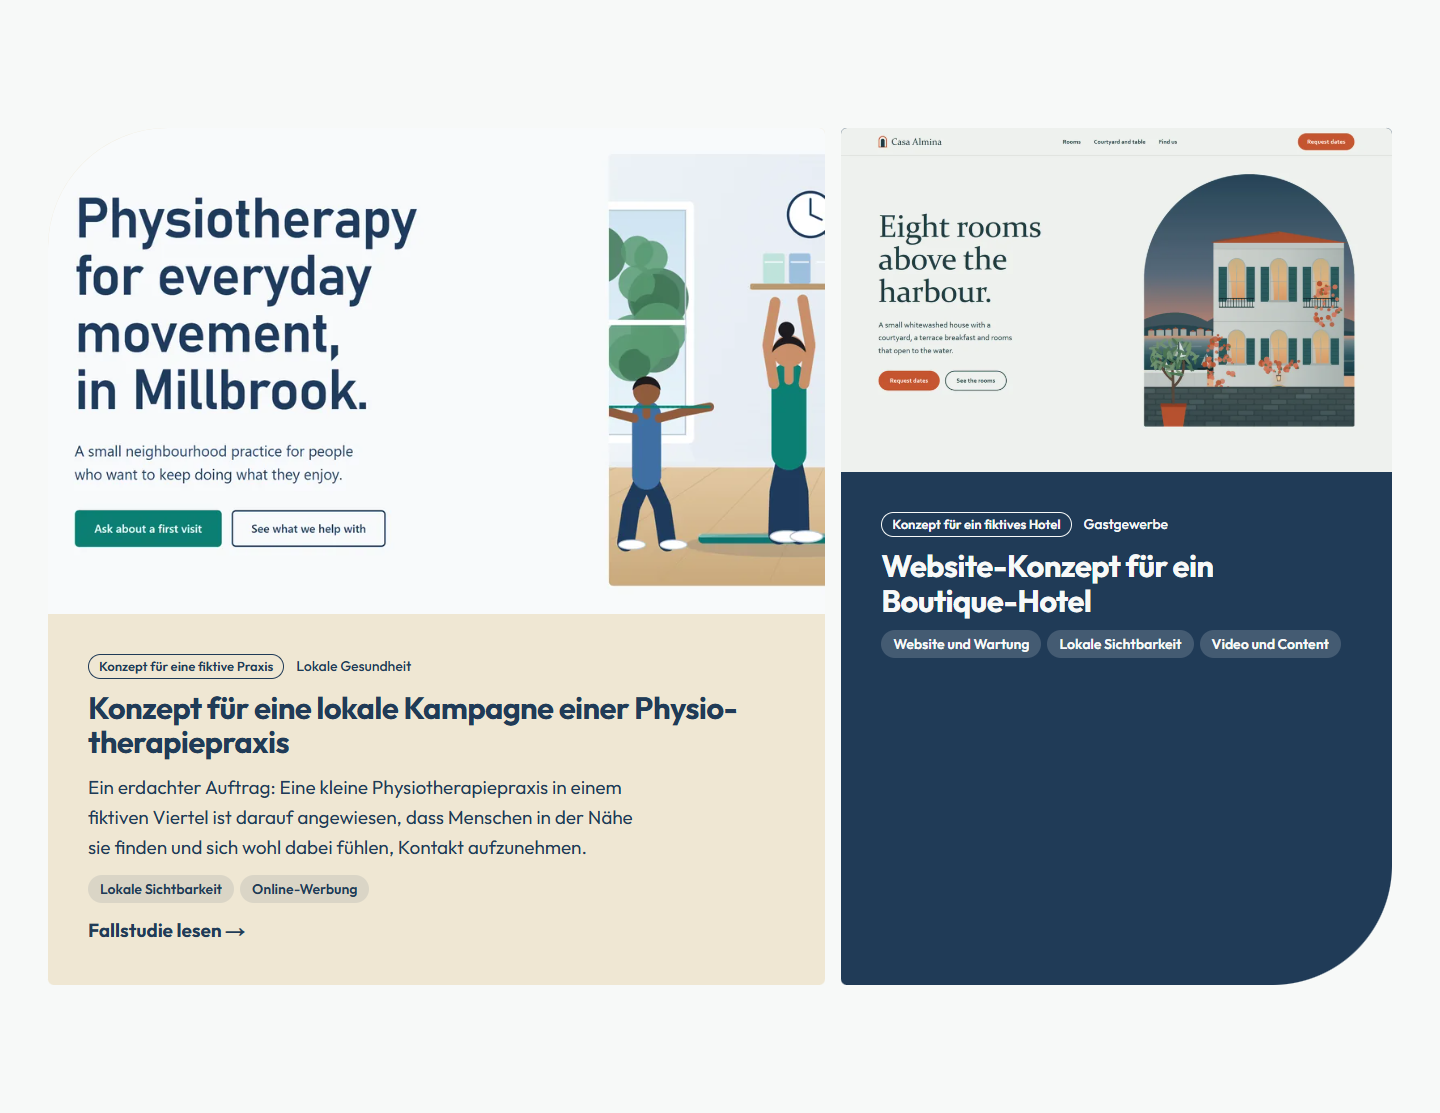 Physiotherapy
for everyday
movement,
in Millbrook.
A small neighbourhood practice for people
who want to keep doing what they enjoy.
Ask about a first visit
See what we help with
Konzept für eine fiktive Praxis
Lokale Gesundheit
Konzept für eine lokale Kampagne einer Physio-
therapiepraxis
Ein erdachter Auftrag: Eine kleine Physiotherapiepraxis in einem
fiktiven Viertel ist darauf angewiesen, dass Menschen in der Nähe
sie finden und sich wohl dabei fühlen, Kontakt aufzunehmen.
Lokale Sichtbarkeit
Online-Werbung
Fallstudie lesen →
Casa Almina
Rooms
Courtyard and table
Find us
Request dates
Eight rooms
above the
harbour.
A small whitewashed house with a
courtyard, a terrace breakfast and rooms
that open to the water.
Request dates
See the rooms
Konzept für ein fiktives Hotel
Gastgewerbe
Website-Konzept für ein
Boutique-Hotel
Website und Wartung
Lokale Sichtbarkeit
Video und Content